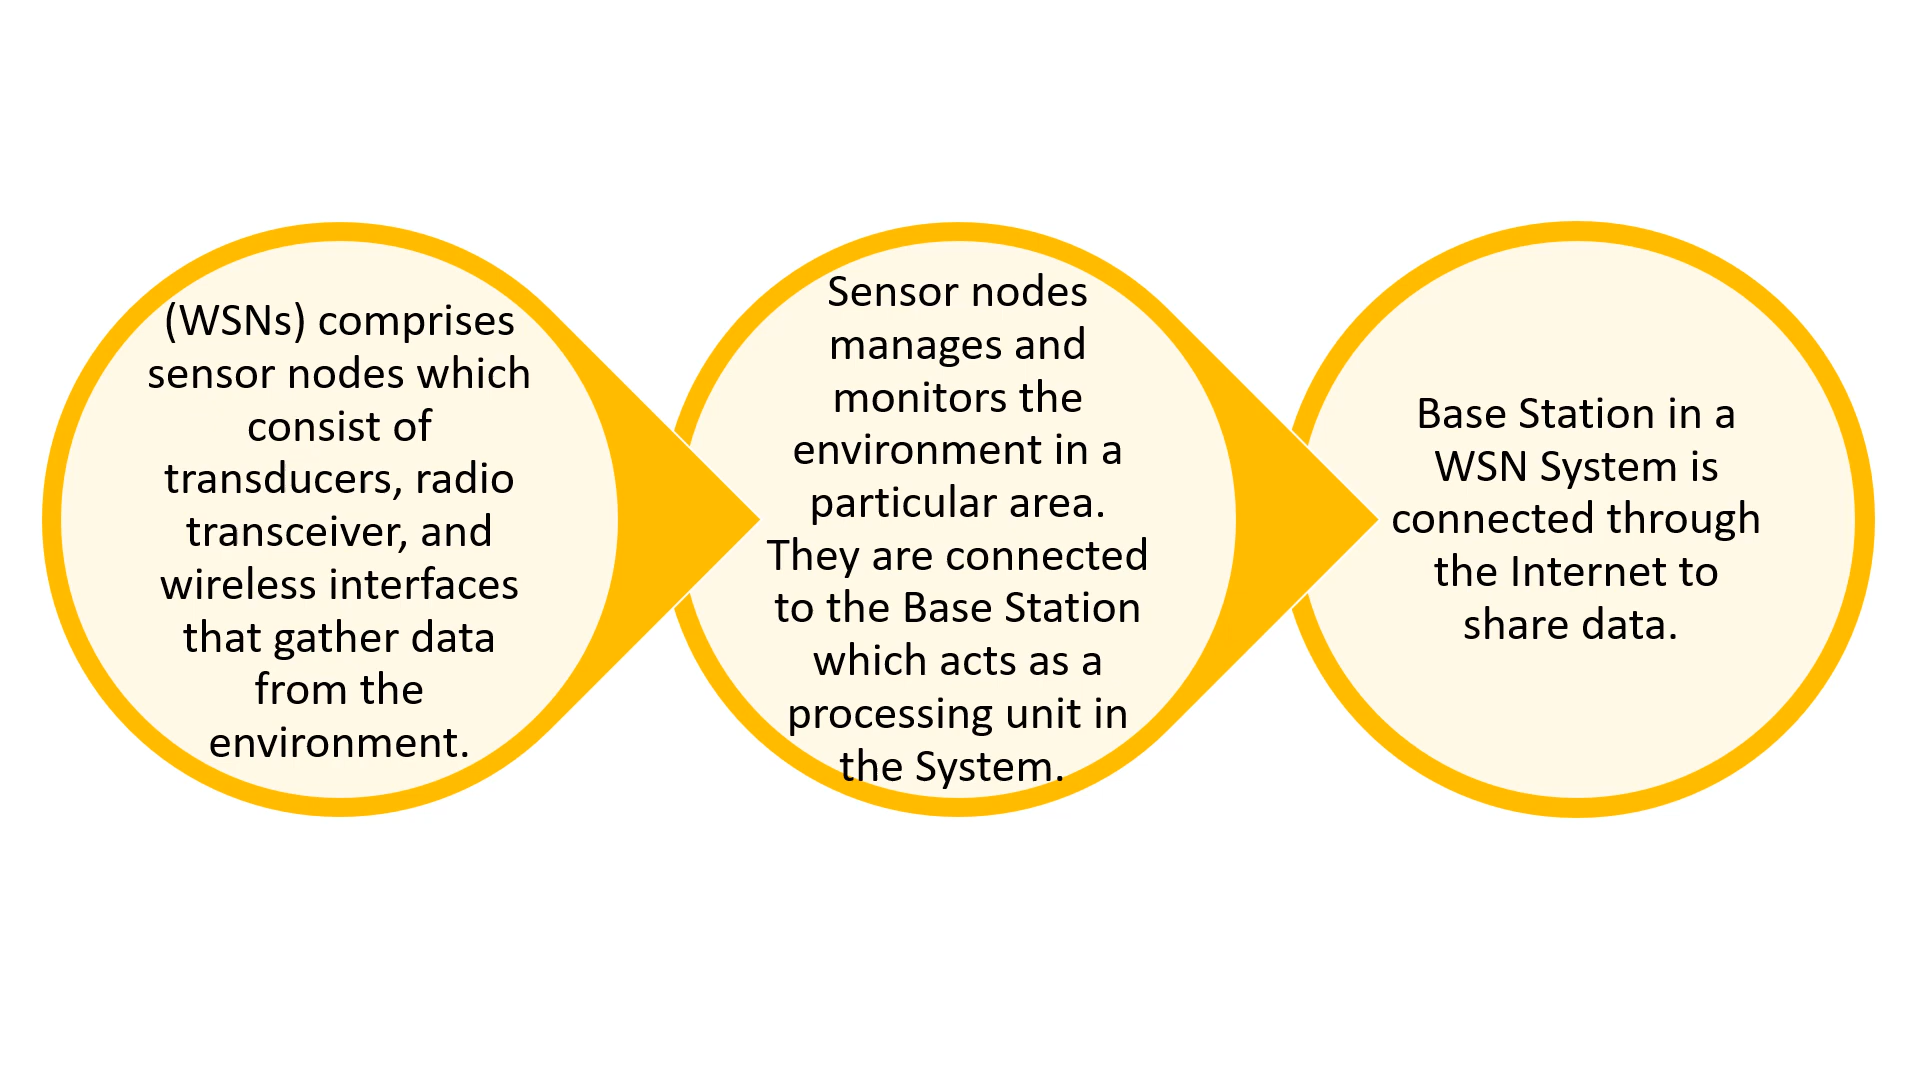 (WSNs) comprises
sensor nodes which
consist of
transducers, radio
transceiver, and
wireless interfaces
that gather data
from the
environment.
Sensor nodes
manages and
monitors the
environment in a
particular area.
They are connected
to the Base Station
which acts as a
processing unit in
the System.
Base Station in a
WSN System is
connected through
the Internet to
share data.